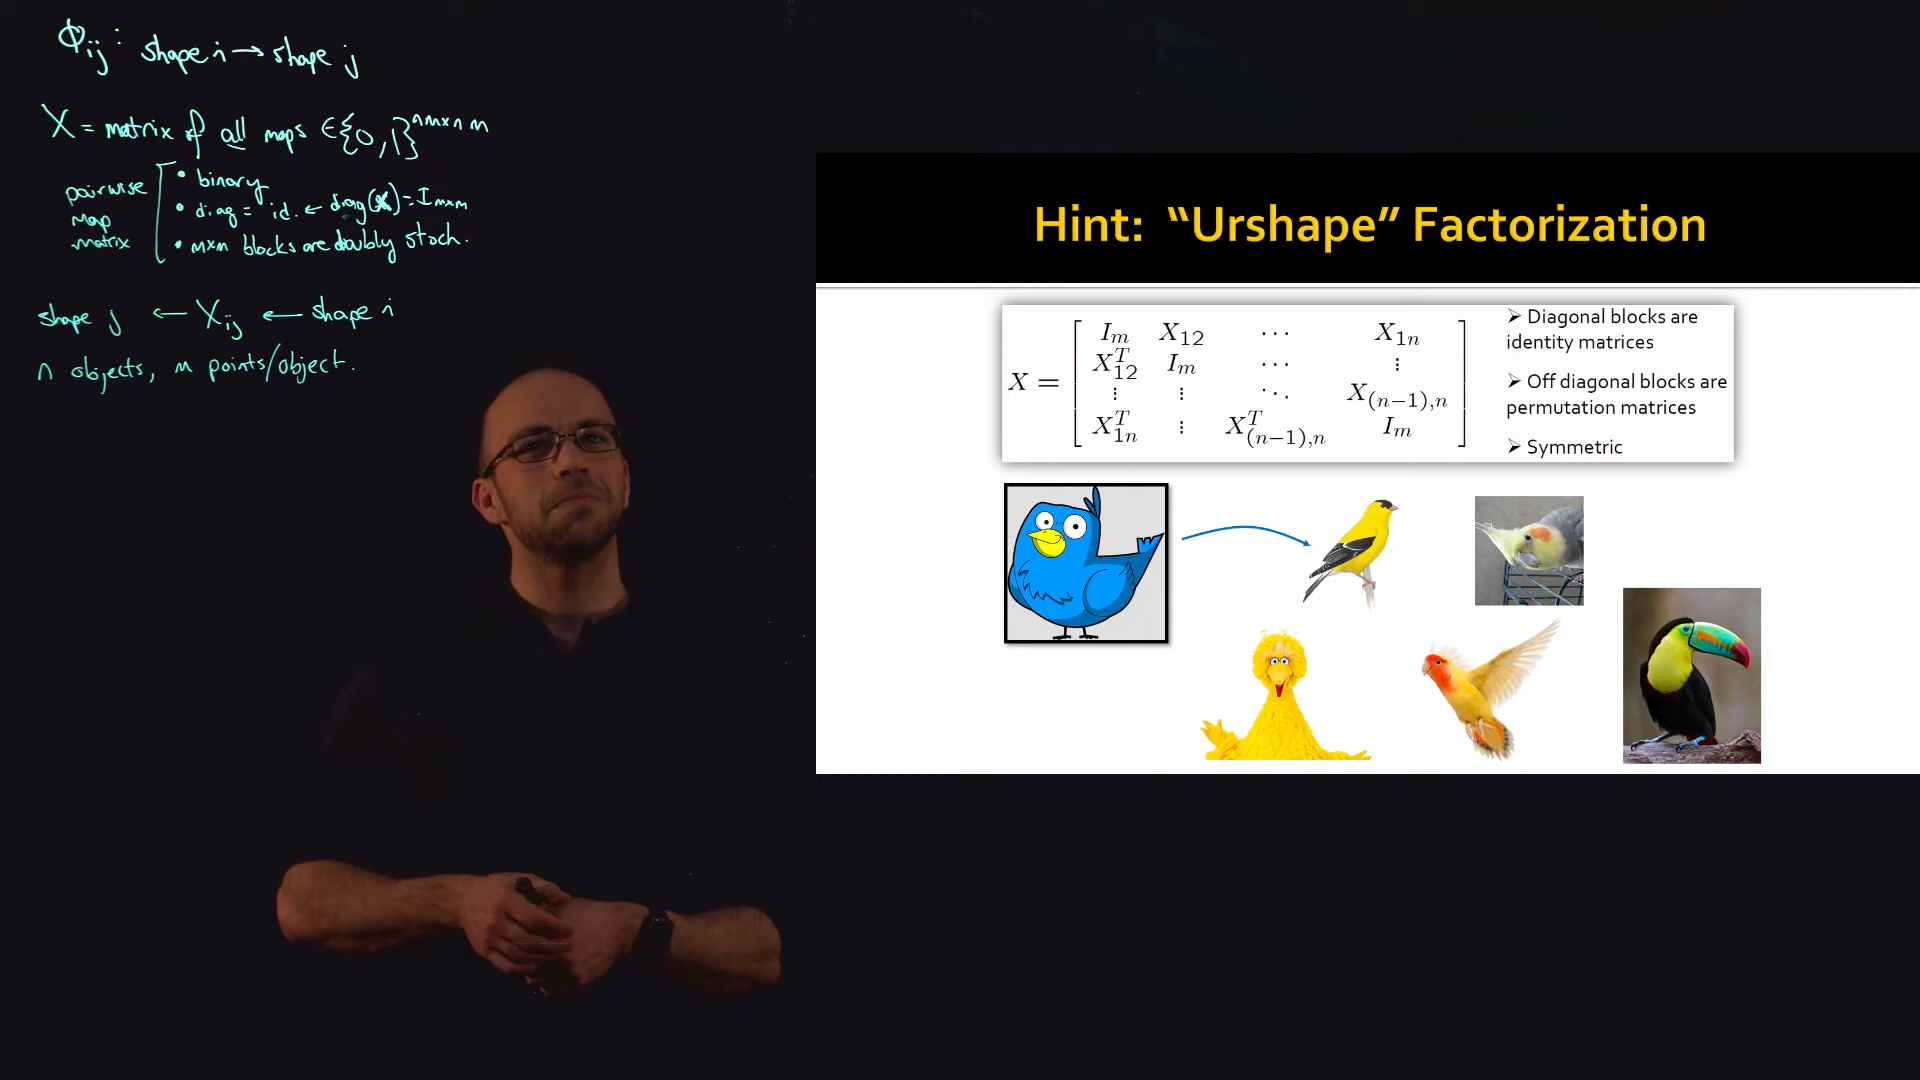 Φij: shape i → shape j
X = matrix of all maps ∈ {0,1}^nm×nm
pairwise map matrix
• binary
• diag = id. ← diag(X) = I m×m
• m×m blocks are doubly stoch.
shape j ← Xij ← shape i
n objects, m points/object.
Hint: “Urshape” Factorization
X =
Im X12 ⋯ X1n
X12^T Im ⋯ ⋮
⋮ ⋮ ⋱ X(n−1),n
X1n^T ⋮ X(n−1),n^T Im
➢ Diagonal blocks are
identity matrices
➢ Off diagonal blocks are
permutation matrices
➢ Symmetric